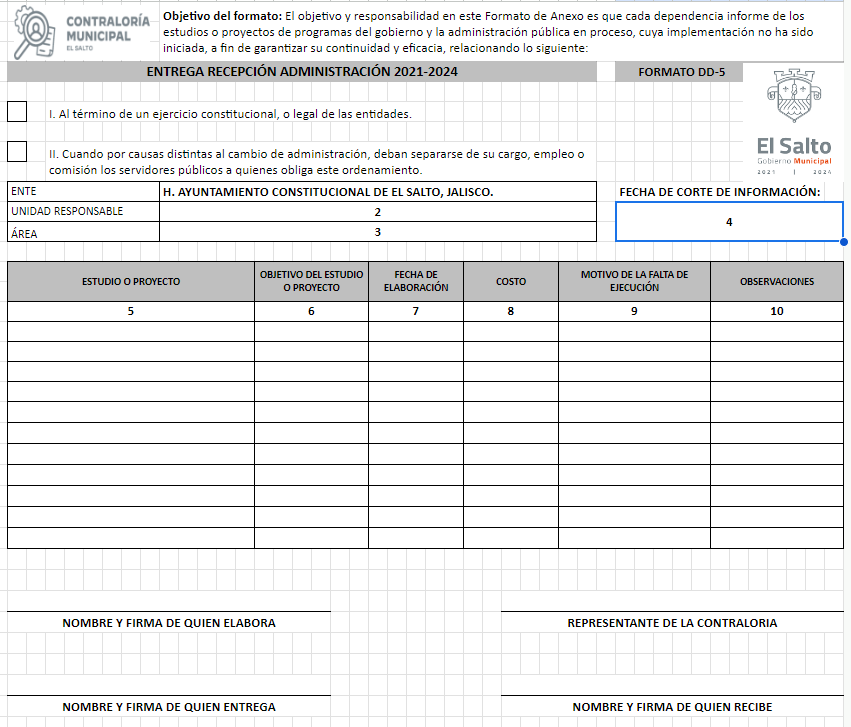 CONTRALORÍA
MUNICIPAL
EL SALTO
Objetivo del formato: El objetivo y responsabilidad en este Formato de Anexo es que cada dependencia informe de los
estudios o proyectos de programas del gobierno y la administración pública en proceso, cuya implementación no ha sido
iniciada, a fin de garantizar su continuidad y eficacia, relacionando lo siguiente:
ENTREGA RECEPCIÓN ADMINISTRACIÓN 2021-2024
FORMATO DD-5
I. Al término de un ejercicio constitucional, o legal de las entidades.
II. Cuando por causas distintas al cambio de administración, deban separarse de su cargo, empleo o
comisión los servidores públicos a quienes obliga este ordenamiento.
El Salto
Gobierno Municipal
2021 | 2024
ENTE H. AYUNTAMIENTO CONSTITUCIONAL DE EL SALTO, JALISCO.
FECHA DE CORTE DE INFORMACIÓN:
UNIDAD RESPONSABLE 2
4
ÁREA 3
ESTUDIO O PROYECTO
OBJETIVO DEL ESTUDIO
O PROYECTO
FECHA DE
ELABORACIÓN
COSTO
MOTIVO DE LA FALTA DE
EJECUCIÓN
OBSERVACIONES
5 6 7 8 9 10
NOMBRE Y FIRMA DE QUIEN ELABORA
REPRESENTANTE DE LA CONTRALORIA
NOMBRE Y FIRMA DE QUIEN ENTREGA
NOMBRE Y FIRMA DE QUIEN RECIBE